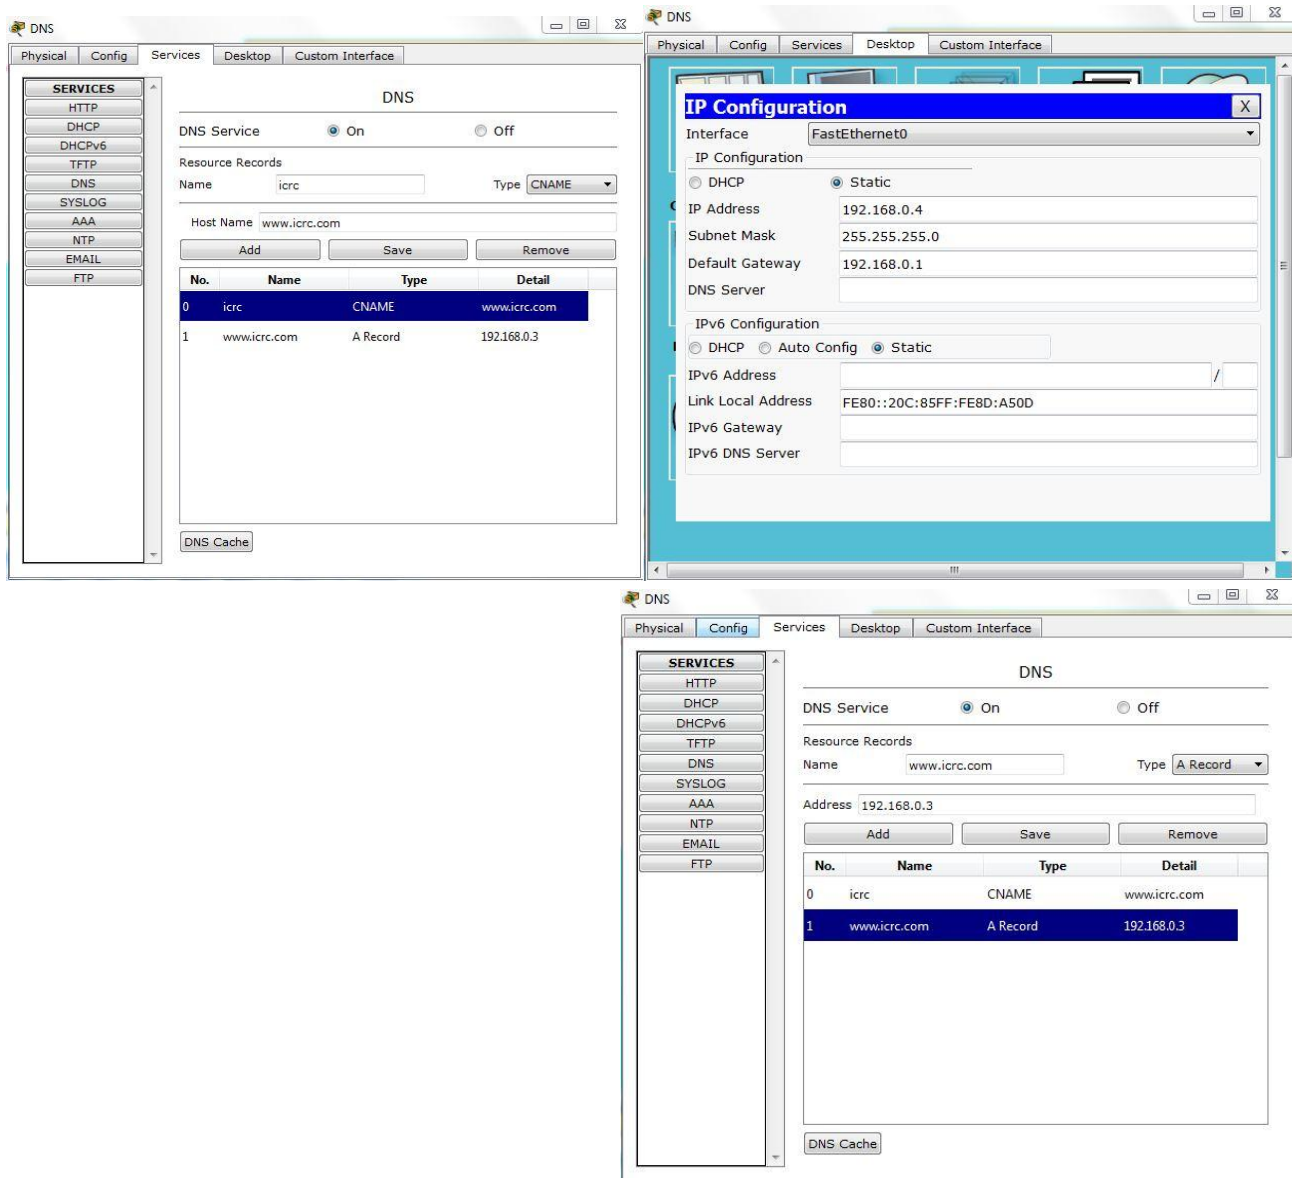 DNS
Physical Config Services Desktop Custom Interface
SERVICES
HTTP
DHCP
DHCPv6
TFTP
DNS
SYSLOG
AAA
NTP
EMAIL
FTP
DNS
DNS Service On Off
Resource Records
Name icrc Type CNAME
Host Name www.icrc.com
Add Save Remove
No. Name Type Detail
0 icrc CNAME www.icrc.com
1 www.icrc.com A Record 192.168.0.3
DNS Cache
DNS
Physical Config Services Desktop Custom Interface
IP Configuration X
Interface FastEthernet0
IP Configuration
DHCP Static
IP Address 192.168.0.4
Subnet Mask 255.255.255.0
Default Gateway 192.168.0.1
DNS Server
IPv6 Configuration
DHCP Auto Config Static
IPv6 Address /
Link Local Address FE80::20C:85FF:FE8D:A50D
IPv6 Gateway
IPv6 DNS Server
DNS
Physical Config Services Desktop Custom Interface
SERVICES
HTTP
DHCP
DHCPv6
TFTP
DNS
SYSLOG
AAA
NTP
EMAIL
FTP
DNS
DNS Service On Off
Resource Records
Name www.icrc.com Type A Record
Address 192.168.0.3
Add Save Remove
No. Name Type Detail
0 icrc CNAME www.icrc.com
1 www.icrc.com A Record 192.168.0.3
DNS Cache